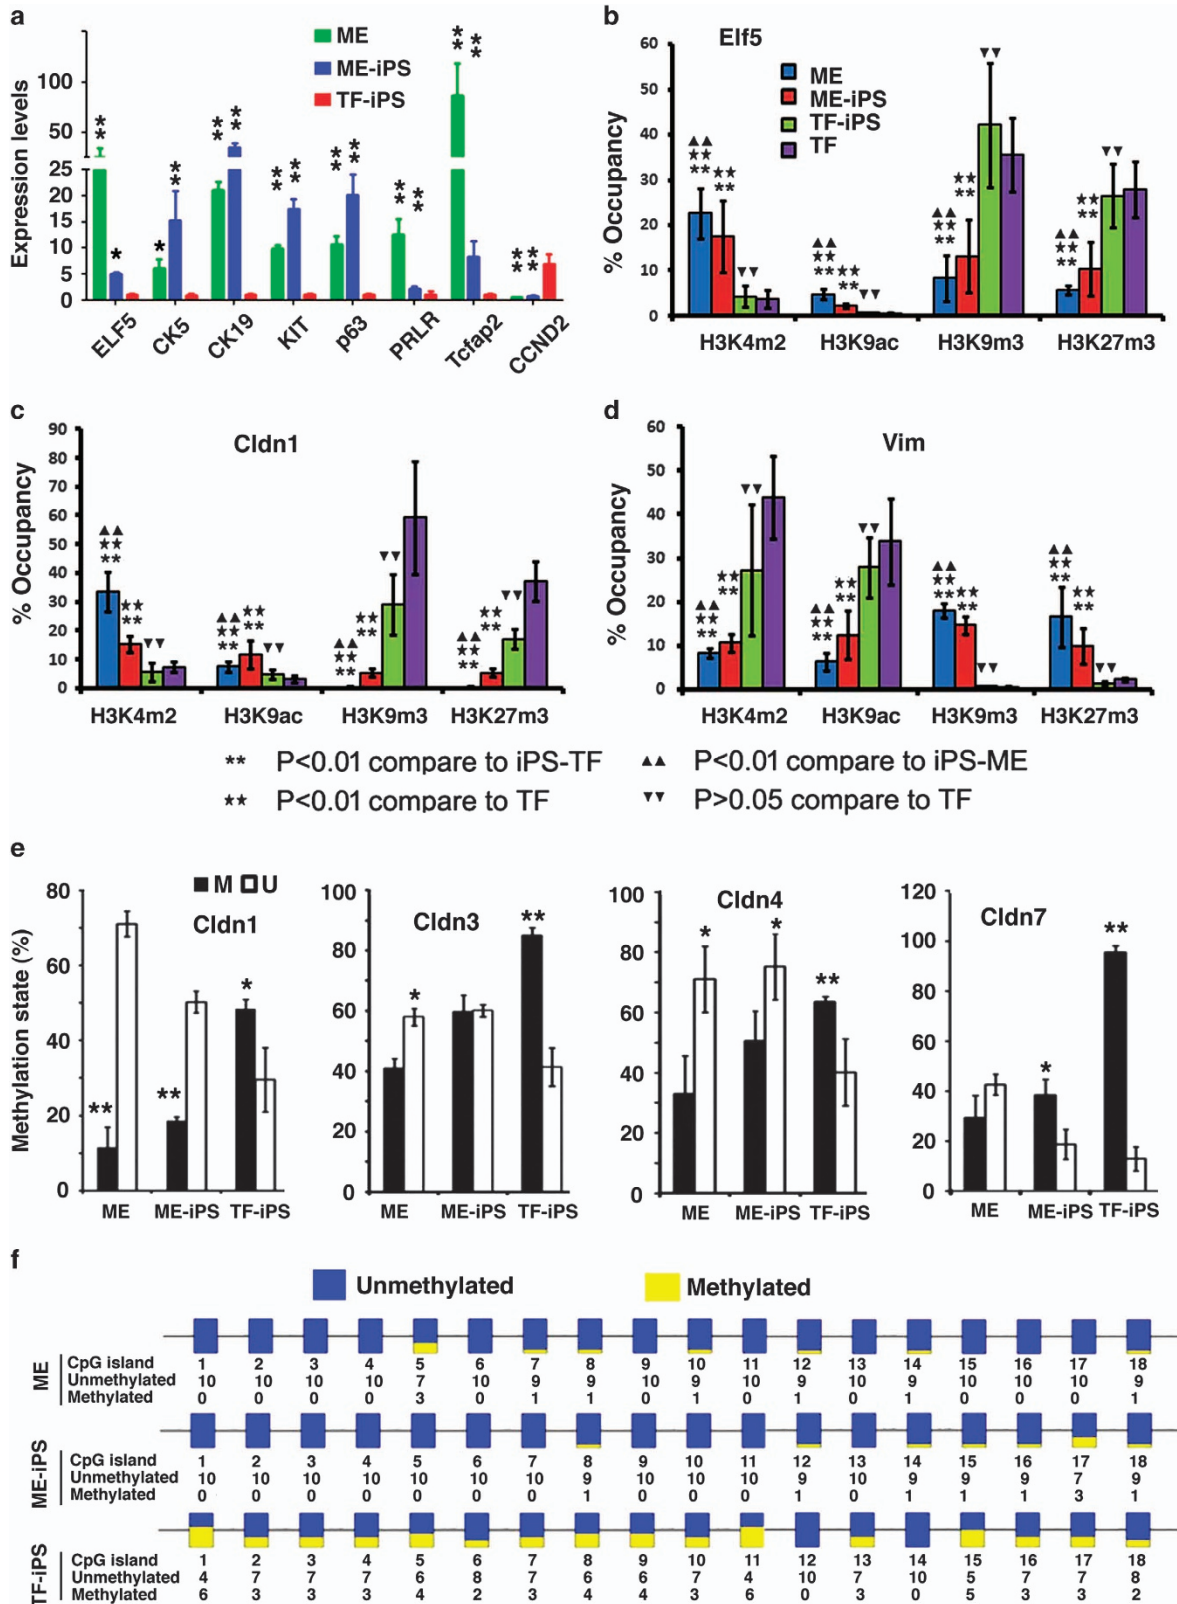 a
Expression levels
100
50
25
20
15
10
5
0
ME
ME-iPS
TF-iPS
** * * ** ** ** ** ** ** ** ** ** ** ** ** **
ELF5 CK5 CK19 KIT p63 PRLR Tcfap2 CCND2
b
Elf5
% Occupancy
60
50
40
30
20
10
0
ME
ME-iPS
TF-iPS
TF
H3K4m2 H3K9ac H3K9m3 H3K27m3
c
Cldn1
% Occupancy
90
80
70
60
50
40
30
20
10
0
H3K4m2 H3K9ac H3K9m3 H3K27m3
d
Vim
% Occupancy
60
50
40
30
20
10
0
H3K4m2 H3K9ac H3K9m3 H3K27m3
** P<0.01 compare to iPS-TF
▲▲ P<0.01 compare to iPS-ME
★★ P<0.01 compare to TF
▼▼ P>0.05 compare to TF
e
Methylation state (%)
M U
Cldn1
80
60
40
20
0
** ** *
ME ME-iPS TF-iPS
Cldn3
100
80
60
40
20
0
* **
ME ME-iPS TF-iPS
Cldn4
100
80
60
40
20
0
* * **
ME ME-iPS TF-iPS
Cldn7
120
100
80
60
40
20
0
* **
ME ME-iPS TF-iPS
f
Unmethylated Methylated
ME
CpG island 1 2 3 4 5 6 7 8 9 10 11 12 13 14 15 16 17 18
Unmethylated 10 10 10 10 7 10 9 9 10 9 10 9 10 9 10 10 10 9
Methylated 0 0 0 0 3 0 1 1 0 1 0 1 0 1 0 0 0 1
ME-iPS
CpG island 1 2 3 4 5 6 7 8 9 10 11 12 13 14 15 16 17 18
Unmethylated 10 10 10 10 10 10 10 9 10 10 10 9 10 9 9 9 7 9
Methylated 0 0 0 0 0 0 0 1 0 0 0 1 0 1 1 1 3 1
TF-iPS
CpG island 1 2 3 4 5 6 7 8 9 10 11 12 13 14 15 16 17 18
Unmethylated 4 7 7 7 6 8 7 6 6 7 4 10 7 10 5 7 7 8
Methylated 6 3 3 3 4 2 3 4 4 3 6 0 3 0 5 3 3 2